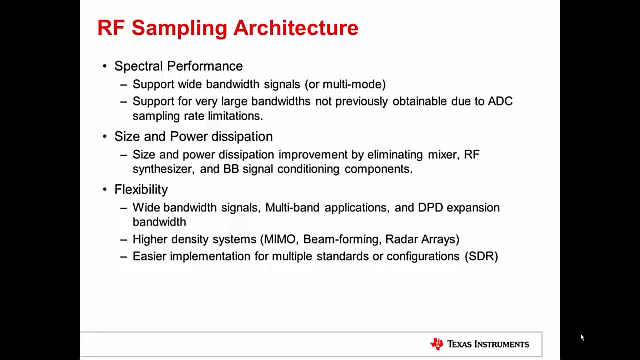 RF Sampling Architecture
• Spectral Performance
– Support wide bandwidth signals (or multi-mode)
– Support for very large bandwidths not previously obtainable due to ADC
sampling rate limitations.
• Size and Power dissipation
– Size and power dissipation improvement by eliminating mixer, RF
synthesizer, and BB signal conditioning components.
• Flexibility
– Wide bandwidth signals, Multi-band applications, and DPD expansion
bandwidth
– Higher density systems (MIMO, Beam-forming, Radar Arrays)
– Easier implementation for multiple standards or configurations (SDR)
TEXAS INSTRUMENTS